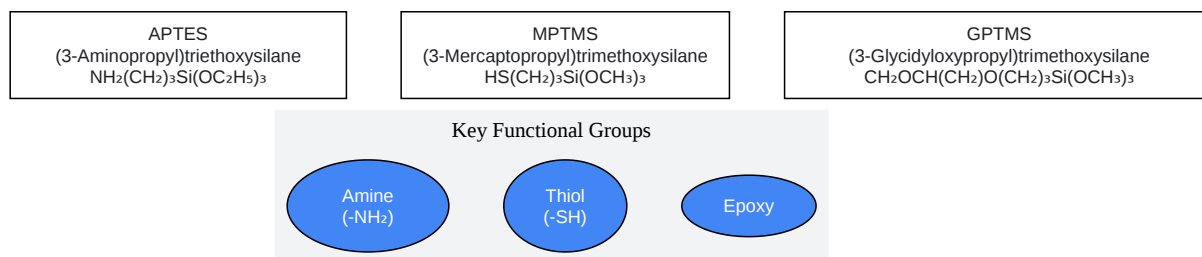 APTES
(3-Aminopropyl)triethoxysilane
NH₂(CH₂)₃Si(OC₂H₅)₃
MPTMS
(3-Mercaptopropyl)trimethoxysilane
HS(CH₂)₃Si(OCH₃)₃
GPTMS
(3-Glycidyloxypropyl)trimethoxysilane
CH₂OCH(CH₂)O(CH₂)₃Si(OCH₃)₃
Key Functional Groups
Amine
(-NH₂)
Thiol
(-SH)
Epoxy